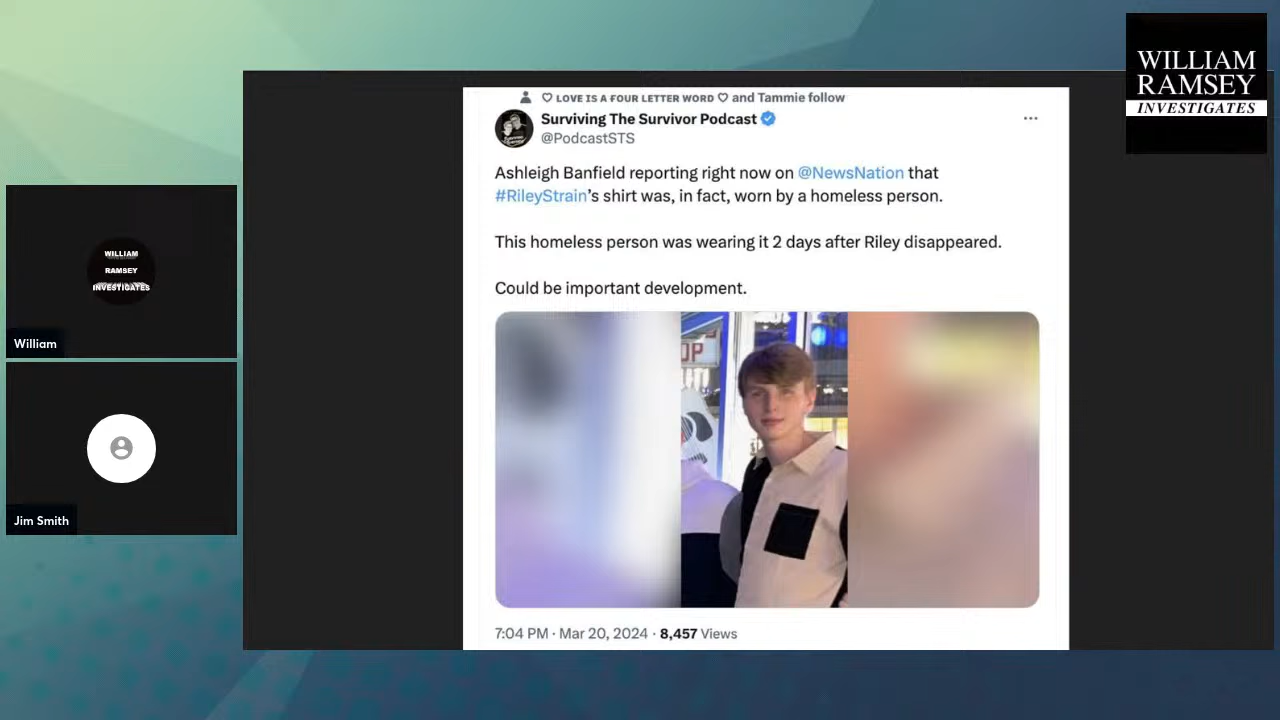 WILLIAM
RAMSEY
INVESTIGATES
♡ LOVE IS A FOUR LETTER WORD ♡ and Tammie follow
Surviving The Survivor Podcast
@PodcastSTS
Ashleigh Banfield reporting right now on @NewsNation that
#RileyStrain's shirt was, in fact, worn by a homeless person.
This homeless person was wearing it 2 days after Riley disappeared.
Could be important development.
OP
7:04 PM · Mar 20, 2024 · 8,457 Views
WILLIAM
RAMSEY
INVESTIGATES
William
Jim Smith